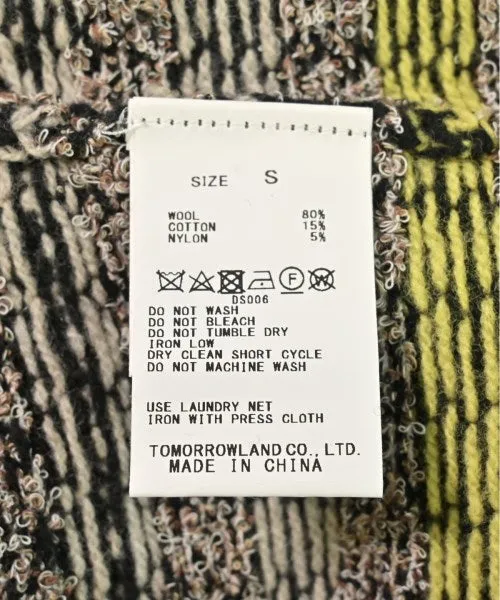 SIZE S
WOOL 80%
COTTON 15%
NYLON 5%
F W
DS006
DO NOT WASH
DO NOT BLEACH
DO NOT TUMBLE DRY
IRON LOW
DRY CLEAN SHORT CYCLE
DO NOT MACHINE WASH
USE LAUNDRY NET
IRON WITH PRESS CLOTH
TOMORROWLAND CO., LTD.
MADE IN CHINA